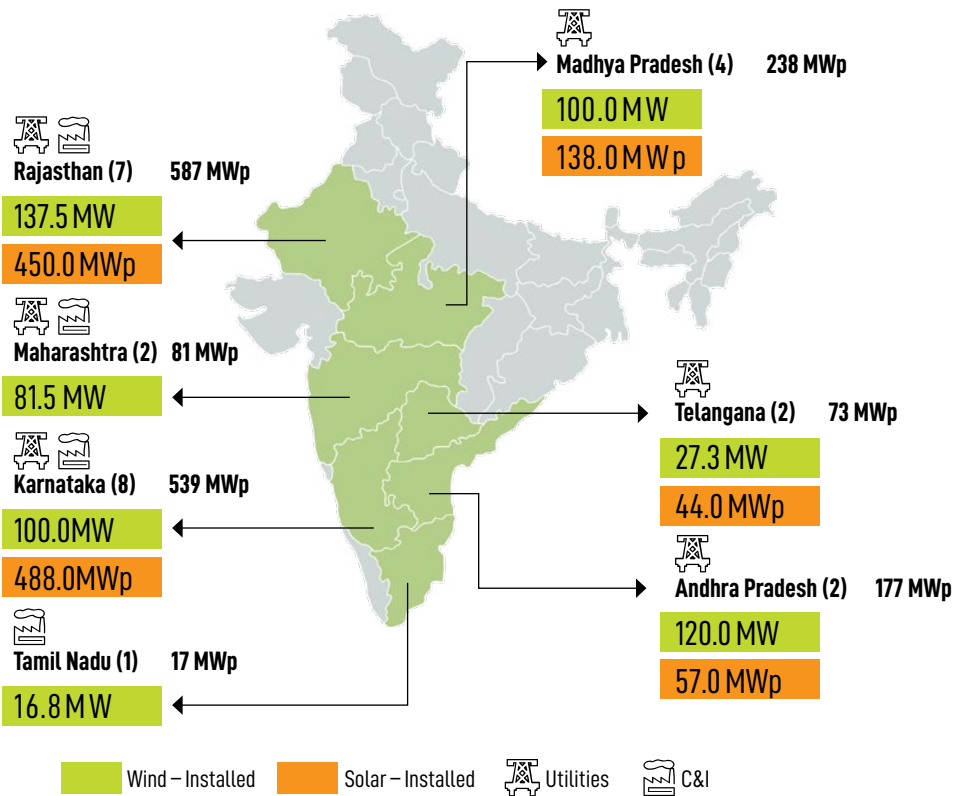 Madhya Pradesh (4) 238 MWp
100.0 MW
138.0 MWp
Rajasthan (7) 587 MWp
137.5 MW
450.0 MWp
Maharashtra (2) 81 MWp
81.5 MW
Karnataka (8) 539 MWp
100.0MW
488.0MWp
Tamil Nadu (1) 17 MWp
16.8 MW
Telangana (2) 73 MWp
27.3 MW
44.0 MWp
Andhra Pradesh (2) 177 MWp
120.0 MW
57.0 MWp
Wind – Installed Solar – Installed Utilities C&I